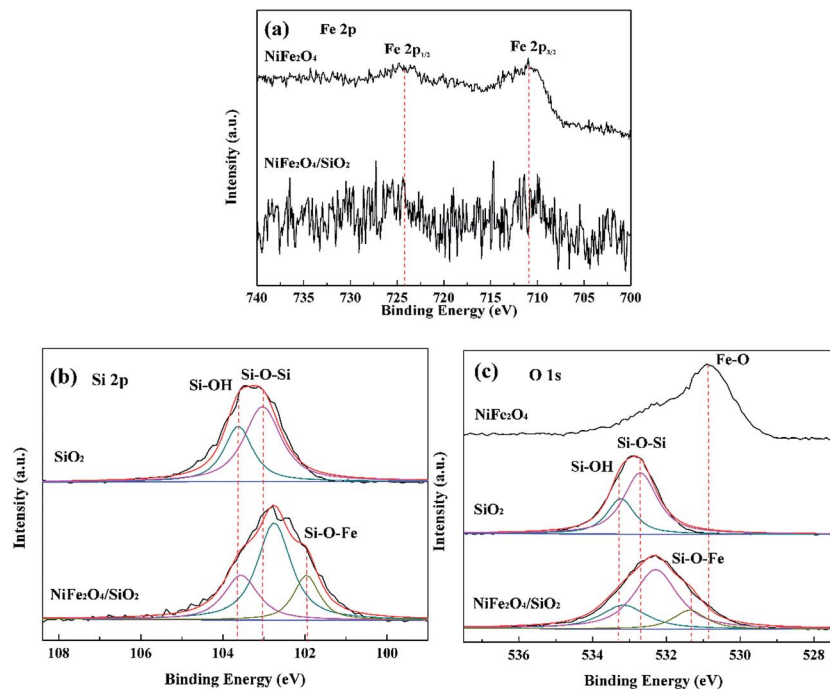 (a) Fe 2p
NiFe₂O₄
Fe 2p₁/₂
Fe 2p₃/₂
NiFe₂O₄/SiO₂
Intensity (a.u.)
740 735 730 725 720 715 710 705 700
Binding Energy (eV)
(b) Si 2p
Si-OH
Si-O-Si
SiO₂
Si-O-Fe
NiFe₂O₄/SiO₂
Intensity (a.u.)
108 106 104 102 100
Binding Energy (eV)
(c) O 1s
Fe-O
NiFe₂O₄
Si-O-Si
Si-OH
SiO₂
Si-O-Fe
NiFe₂O₄/SiO₂
Intensity (a.u.)
536 534 532 530 528
Binding Energy (eV)